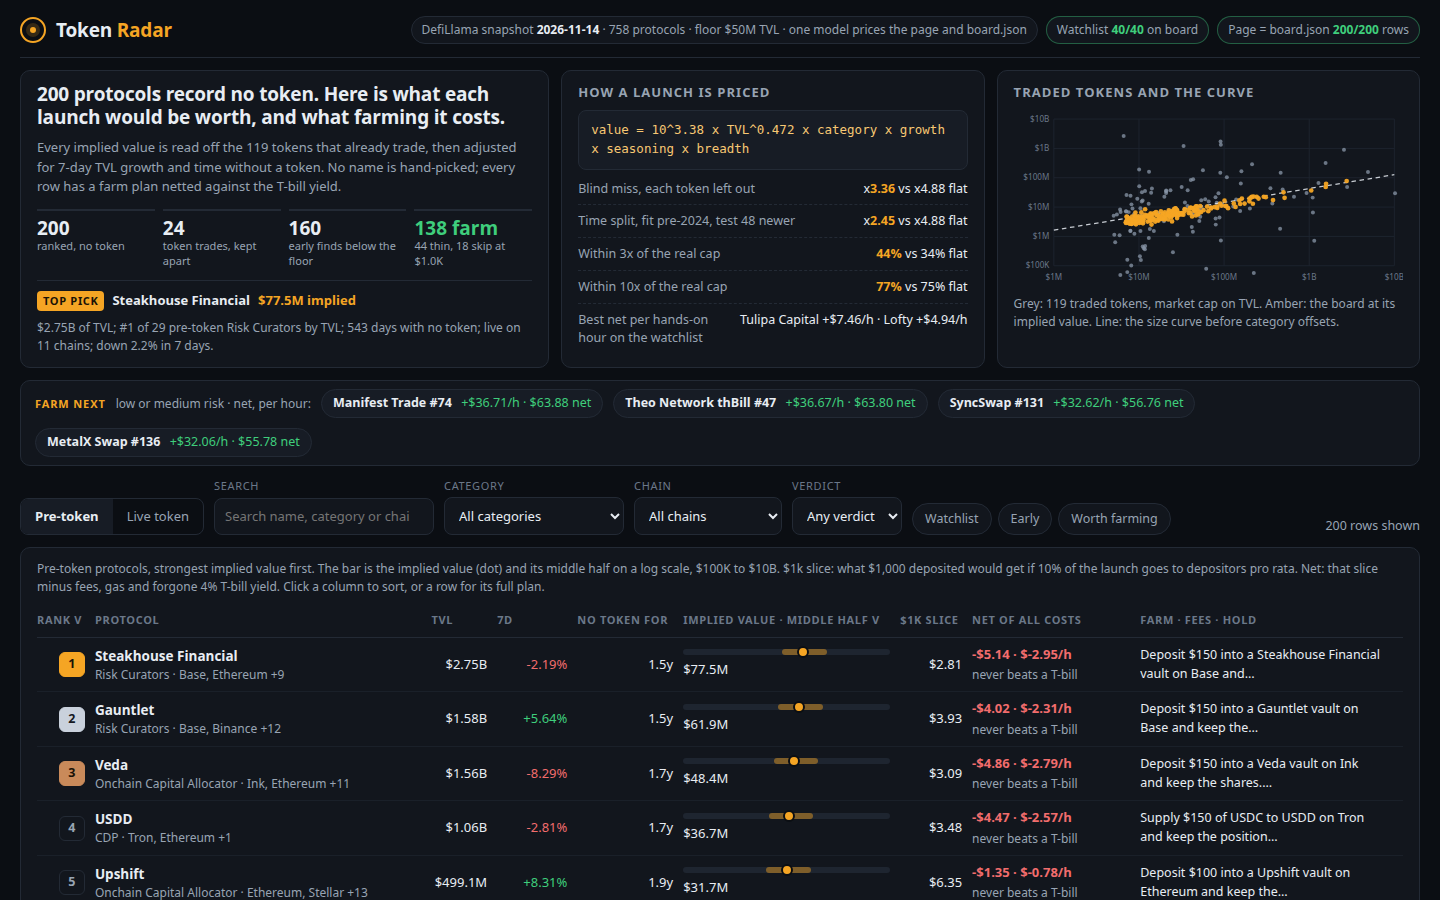 Token Radar
DefiLlama snapshot 2026-11-14 · 758 protocols · floor $50M TVL · one model prices the page and board.json
Watchlist 40/40 on board
Page = board.json 200/200 rows
200 protocols record no token. Here is what each
launch would be worth, and what farming it costs.
Every implied value is read off the 119 tokens that already trade, then adjusted
for 7-day TVL growth and time without a token. No name is hand-picked; every
row has a farm plan netted against the T-bill yield.
200
ranked, no token
24
token trades, kept
apart
160
early finds below the
floor
138 farm
44 thin, 18 skip at
$1.0K
TOP PICK Steakhouse Financial $77.5M implied
$2.75B of TVL; #1 of 29 pre-token Risk Curators by TVL; 543 days with no token; live on
11 chains; down 2.2% in 7 days.
HOW A LAUNCH IS PRICED
value = 10^3.38 x TVL^0.472 x category x growth
x seasoning x breadth
Blind miss, each token left out x3.36 vs x4.88 flat
Time split, fit pre-2024, test 48 newer x2.45 vs x4.88 flat
Within 3x of the real cap 44% vs 34% flat
Within 10x of the real cap 77% vs 75% flat
Best net per hands-on Tulipa Capital +$7.46/h · Lofty +$4.94/h
hour on the watchlist
TRADED TOKENS AND THE CURVE
$10B
$1B
$100M
$10M
$1M
$100K
$1M $10M $100M $1B $10B
Grey: 119 traded tokens, market cap on TVL. Amber: the board at its
implied value. Line: the size curve before category offsets.
FARM NEXT low or medium risk · net, per hour: Manifest Trade #74 +$36.71/h · $63.88 net Theo Network thBill #47 +$36.67/h · $63.80 net SyncSwap #131 +$32.62/h · $56.76 net
MetalX Swap #136 +$32.06/h · $55.78 net
SEARCH CATEGORY CHAIN VERDICT
Pre-token Live token Search name, category or chai All categories All chains Any verdict Watchlist Early Worth farming 200 rows shown
Pre-token protocols, strongest implied value first. The bar is the implied value (dot) and its middle half on a log scale, $100K to $10B. $1k slice: what $1,000 deposited would get if 10% of the launch goes to depositors pro rata. Net: that slice
minus fees, gas and forgone 4% T-bill yield. Click a column to sort, or a row for its full plan.
RANK V PROTOCOL TVL 7D NO TOKEN FOR IMPLIED VALUE · MIDDLE HALF V $1K SLICE NET OF ALL COSTS FARM · FEES · HOLD
1 Steakhouse Financial $2.75B -2.19% 1.5y $77.5M $2.81 -$5.14 · $-2.95/h Deposit $150 into a Steakhouse Financial
Risk Curators · Base, Ethereum +9 never beats a T-bill vault on Base and...
2 Gauntlet $1.58B +5.64% 1.5y $61.9M $3.93 -$4.02 · $-2.31/h Deposit $150 into a Gauntlet vault on
Risk Curators · Base, Binance +12 never beats a T-bill Base and keep the...
3 Veda $1.56B -8.29% 1.7y $48.4M $3.09 -$4.86 · $-2.79/h Deposit $150 into a Veda vault on Ink
Onchain Capital Allocator · Ink, Ethereum +11 never beats a T-bill and keep the shares....
4 USDD $1.06B -2.81% 1.7y $36.7M $3.48 -$4.47 · $-2.57/h Supply $150 of USDC to USDD on Tron
CDP · Tron, Ethereum +1 never beats a T-bill and keep the position...
5 Upshift $499.1M +8.31% 1.9y $31.7M $6.35 -$1.35 · $-0.78/h Deposit $100 into a Upshift vault on
Onchain Capital Allocator · Ethereum, Stellar +13 never beats a T-bill Ethereum and keep the...